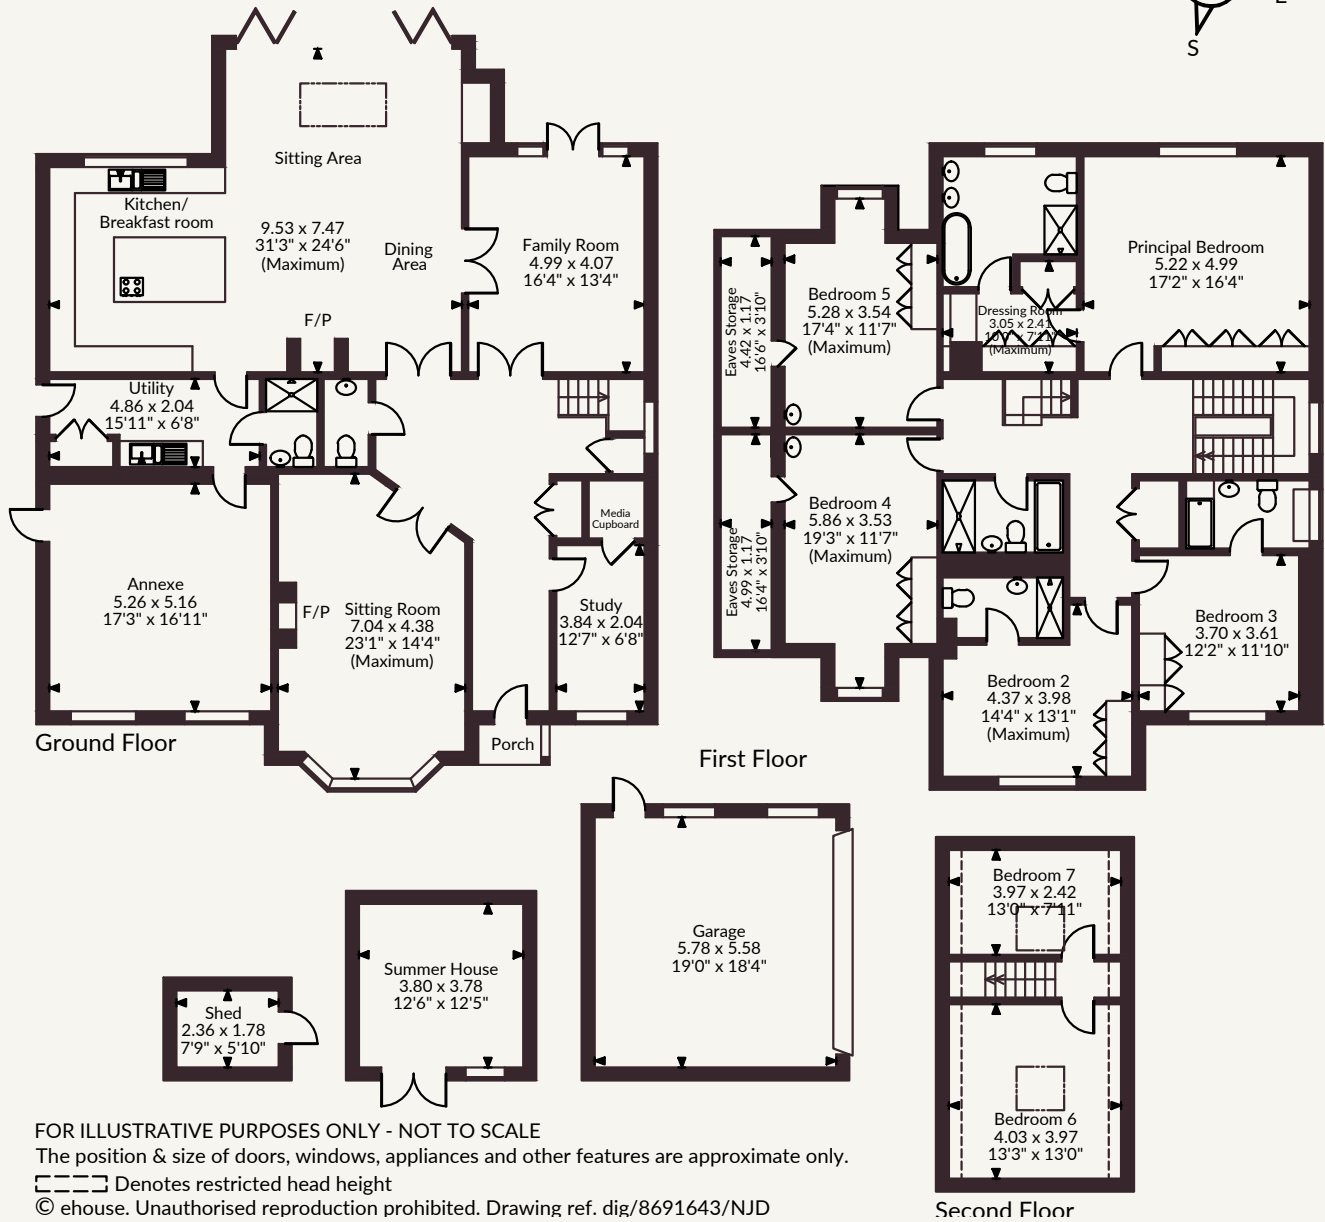 S
Sitting Area
Kitchen/
Breakfast room
9.53 x 7.47
31'3" x 24'6"
(Maximum)
Dining
Area
Family Room
4.99 x 4.07
16'4" x 13'4"
F/P
Utility
4.86 x 2.04
15'11" x 6'8"
Media
Cupboard
Annexe
5.26 x 5.16
17'3" x 16'11"
F/P
Sitting Room
7.04 x 4.38
23'1" x 14'4"
(Maximum)
Study
3.84 x 2.04
12'7" x 6'8"
Porch
Ground Floor
Eaves Storage
4.42 x 1.17
16'6" x 3'10"
Bedroom 5
5.28 x 3.54
17'4" x 11'7"
(Maximum)
Dressing Room
3.05 x 2.41
(Maximum)
Principal Bedroom
5.22 x 4.99
17'2" x 16'4"
Eaves Storage
4.99 x 1.17
16'4" x 3'10"
Bedroom 4
5.86 x 3.53
19'3" x 11'7"
(Maximum)
Bedroom 3
3.70 x 3.61
12'2" x 11'10"
Bedroom 2
4.37 x 3.98
14'4" x 13'1"
(Maximum)
First Floor
Garage
5.78 x 5.58
19'0" x 18'4"
Summer House
3.80 x 3.78
12'6" x 12'5"
Shed
2.36 x 1.78
7'9" x 5'10"
Bedroom 7
3.97 x 2.42
13'0" x 7'11"
Bedroom 6
4.03 x 3.97
13'3" x 13'0"
Second Floor
FOR ILLUSTRATIVE PURPOSES ONLY - NOT TO SCALE
The position & size of doors, windows, appliances and other features are approximate only.
Denotes restricted head height
© ehouse. Unauthorised reproduction prohibited. Drawing ref. dig/8691643/NJD